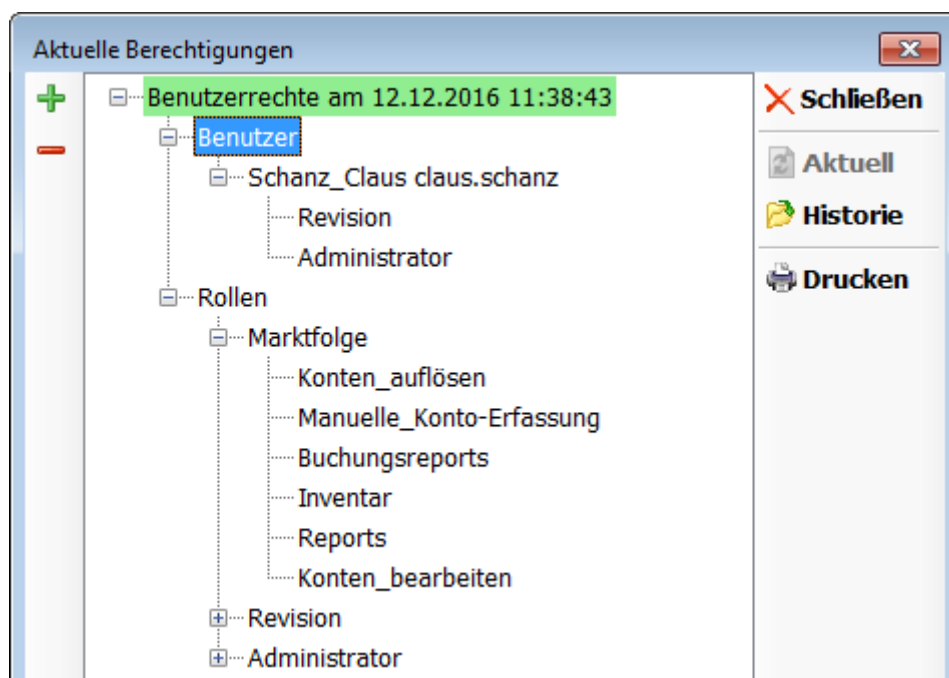 Aktuelle Berechtigungen
Benutzerrechte am 12.12.2016 11:38:43
Benutzer
Schanz_Claus claus.schanz
Revision
Administrator
Rollen
Marktfolge
Konten_auflösen
Manuelle_Konto-Erfassung
Buchungsreports
Inventar
Reports
Konten_bearbeiten
Revision
Administrator
Schließen
Aktuell
Historie
Drucken